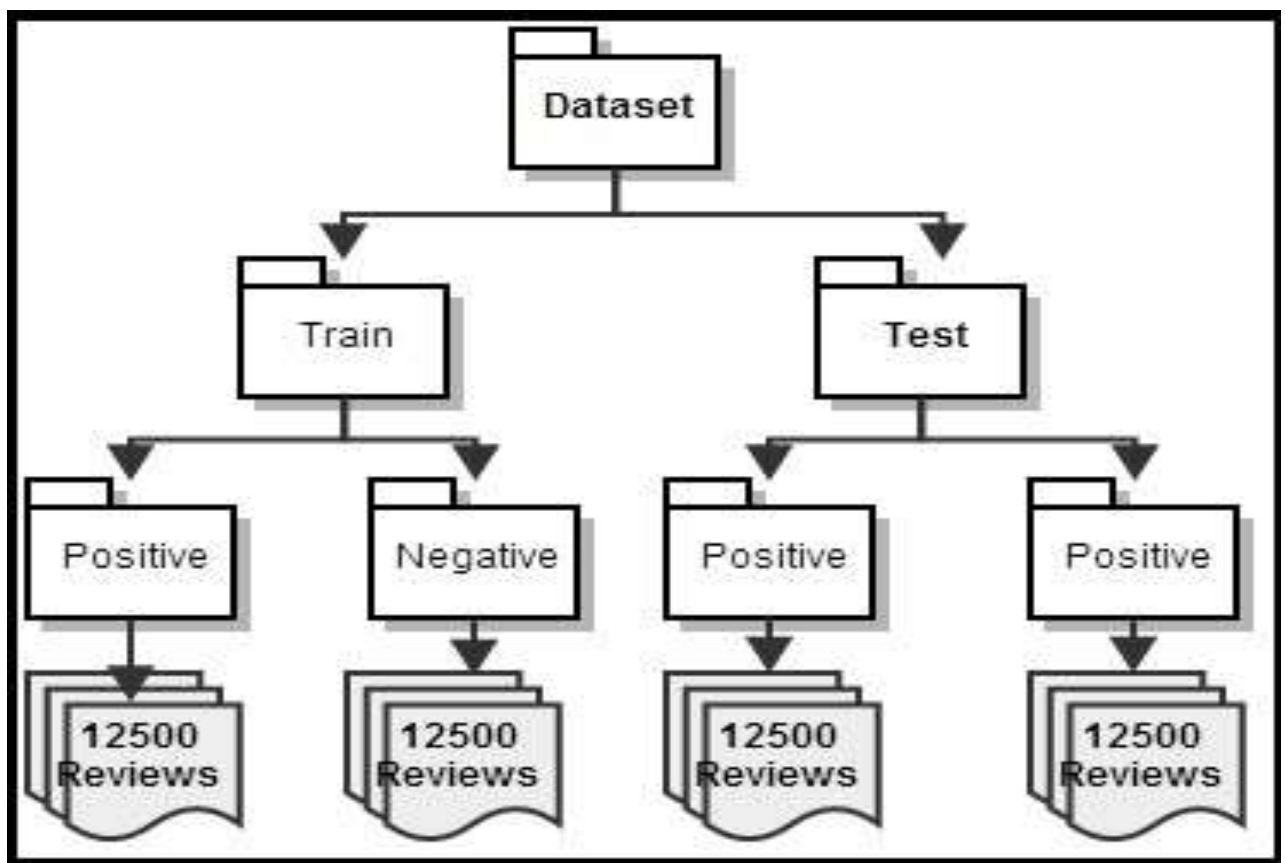 Dataset
Train
Test
Positive
Negative
Positive
Positive
12500
Reviews
12500
Reviews
12500
Reviews
12500
Reviews